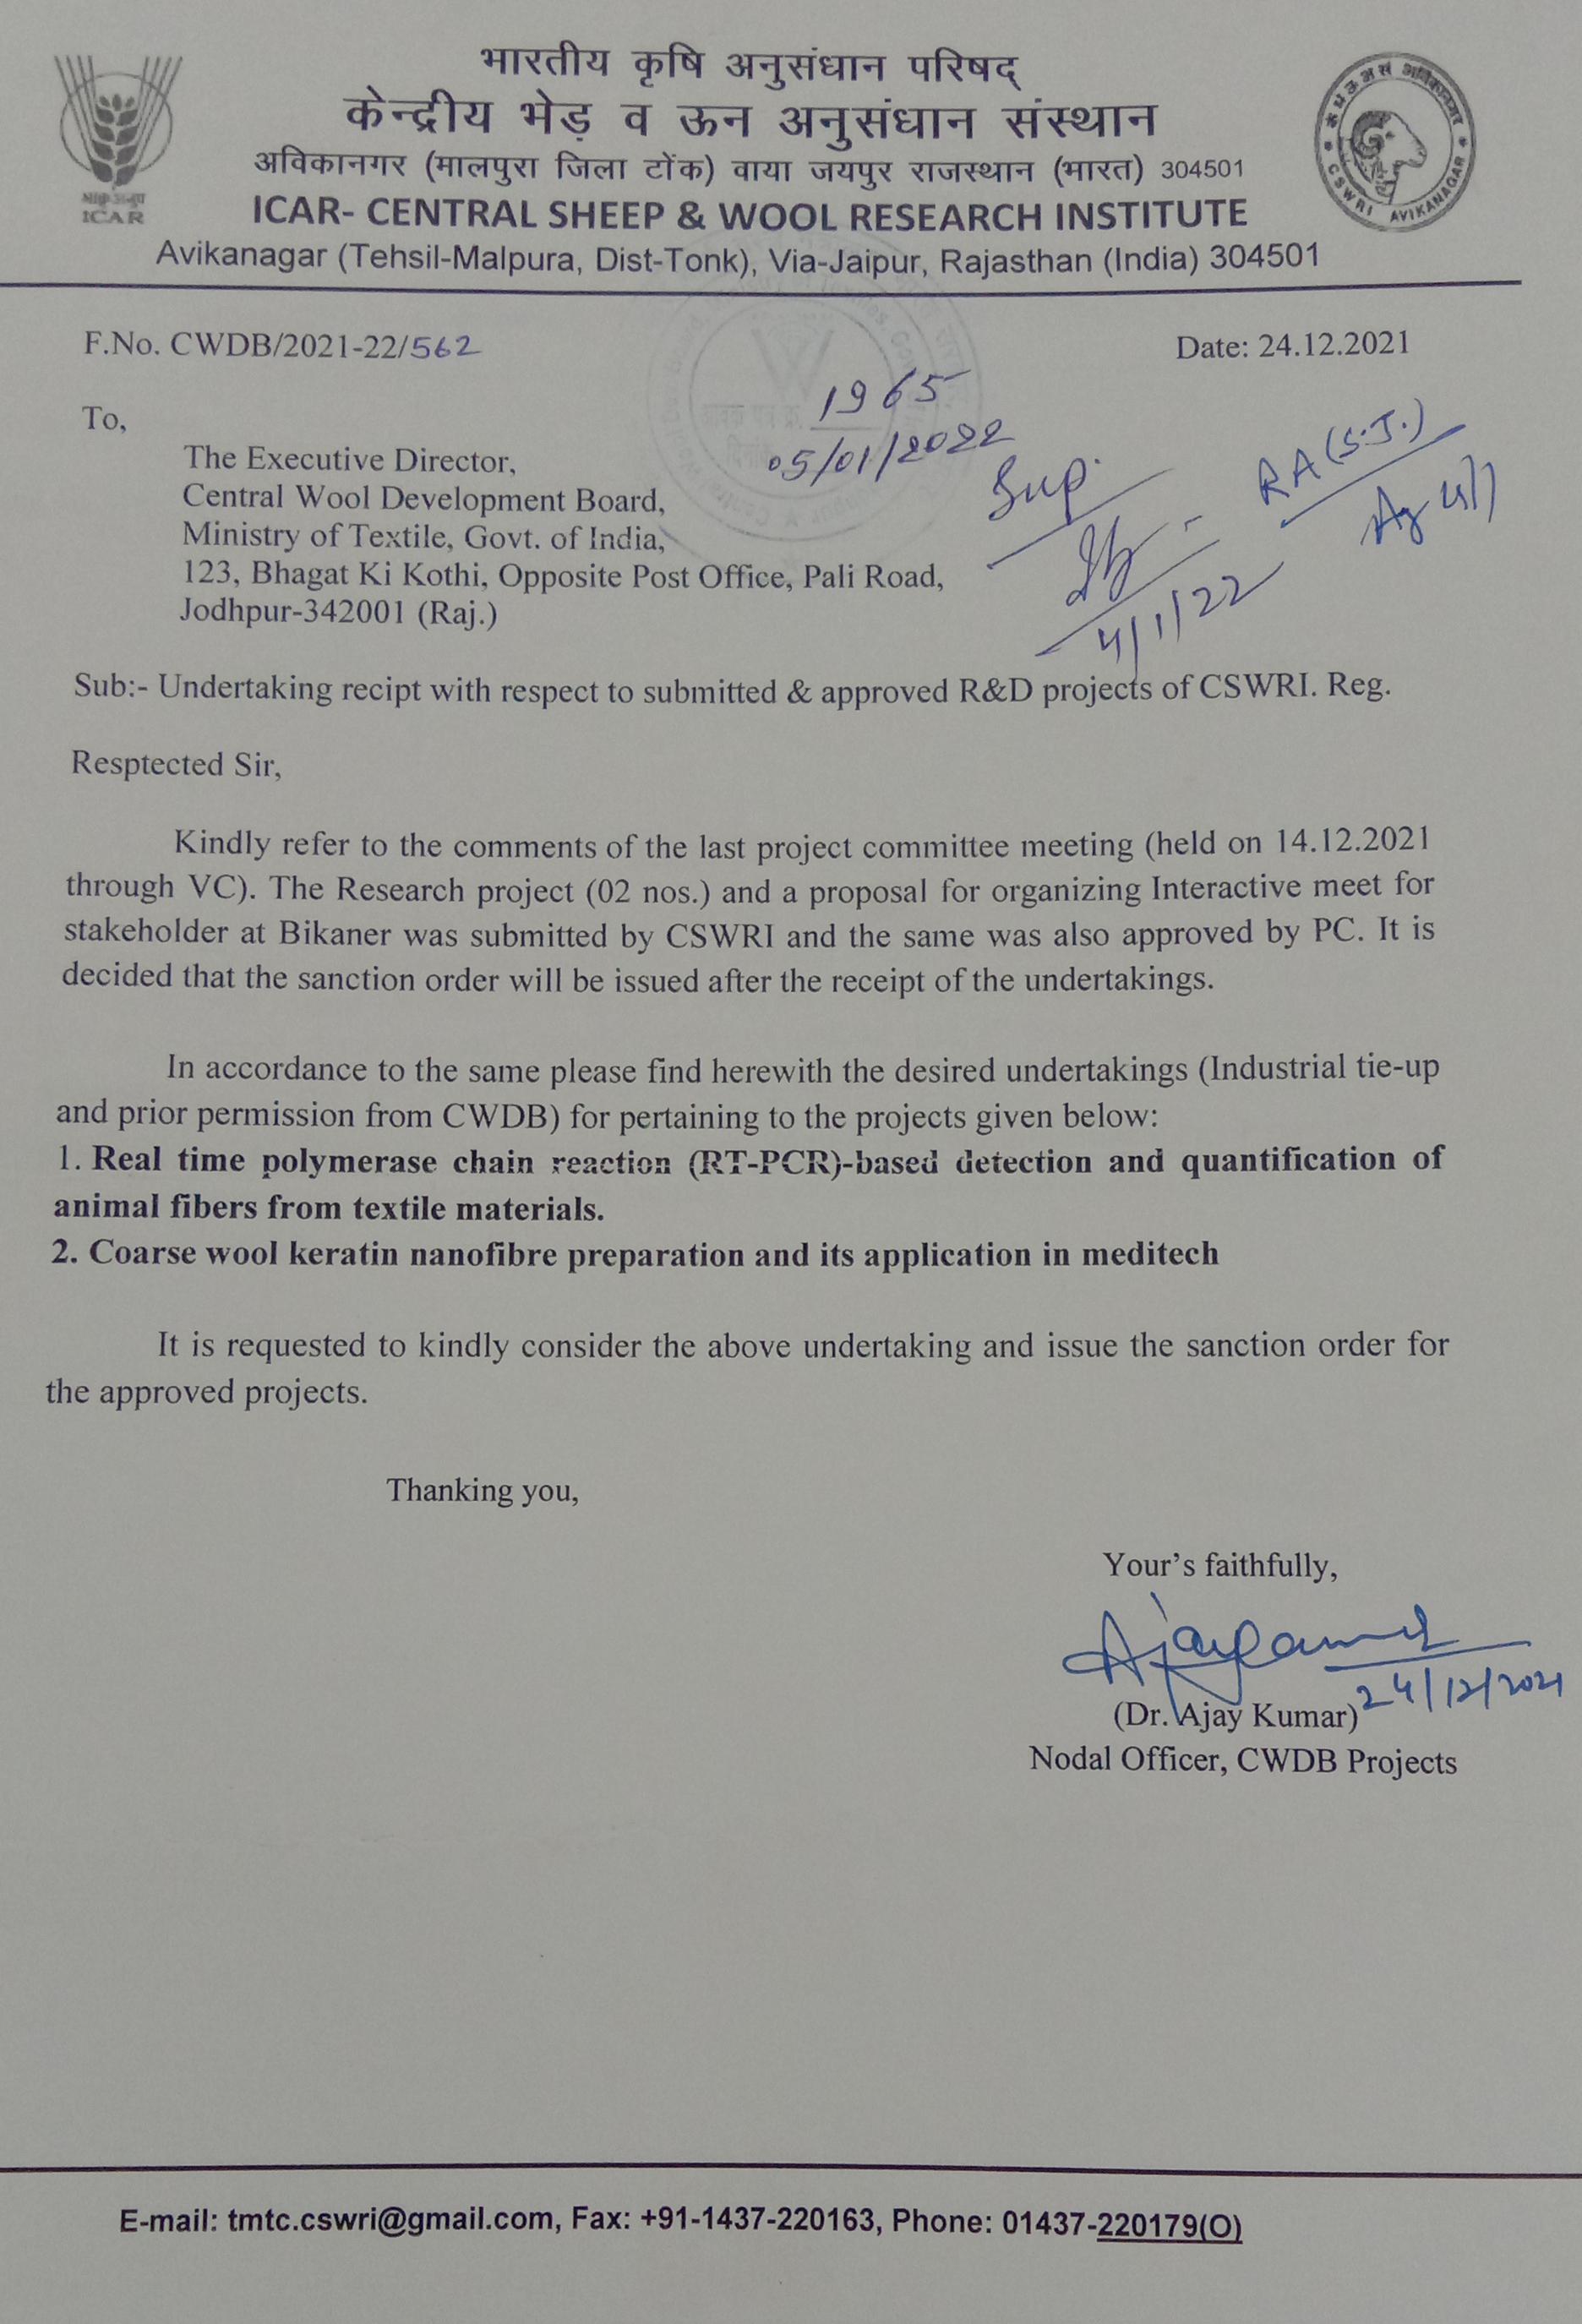 भारतीय कृषि अनुसंधान परिषद्
केन्द्रीय भेड़ व ऊन अनुसंधान संस्थान
अविकानगर (मालपुरा जिला टोंक) वाया जयपुर राजस्थान (भारत) 304501
ICAR
ICAR- CENTRAL SHEEP & WOOL RESEARCH INSTITUTE
CSWRI AVIKANAGAR
Avikanagar (Tehsil-Malpura, Dist-Tonk), Via-Jaipur, Rajasthan (India) 304501
F.No. CWDB/2021-22/562
Date: 24.12.2021
1965
05/01/2022
To,
The Executive Director,
Central Wool Development Board,
Ministry of Textile, Govt. of India,
123, Bhagat Ki Kothi, Opposite Post Office, Pali Road,
Jodhpur-342001 (Raj.)
Sup.
RA (S.J.)
4/1/22
Sub:- Undertaking recipt with respect to submitted & approved R&D projects of CSWRI. Reg.
Resptected Sir,
Kindly refer to the comments of the last project committee meeting (held on 14.12.2021
through VC). The Research project (02 nos.) and a proposal for organizing Interactive meet for
stakeholder at Bikaner was submitted by CSWRI and the same was also approved by PC. It is
decided that the sanction order will be issued after the receipt of the undertakings.
In accordance to the same please find herewith the desired undertakings (Industrial tie-up
and prior permission from CWDB) for pertaining to the projects given below:
1. Real time polymerase chain reaction (RT-PCR)-based detection and quantification of
animal fibers from textile materials.
2. Coarse wool keratin nanofibre preparation and its application in meditech
It is requested to kindly consider the above undertaking and issue the sanction order for
the approved projects.
Thanking you,
Your's faithfully,
24/12/2021
(Dr. Ajay Kumar)
Nodal Officer, CWDB Projects
E-mail: tmtc.cswri@gmail.com, Fax: +91-1437-220163, Phone: 01437-220179(O)